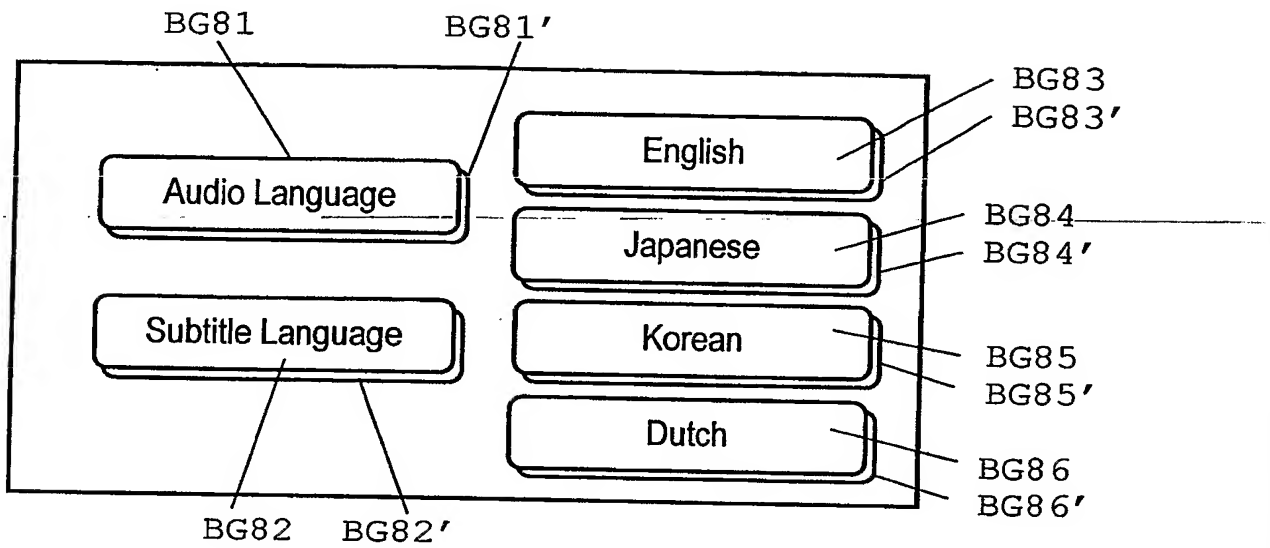 BG81
BG81'
BG83
BG83'
English
Audio Language
BG84
BG84'
Japanese
Subtitle Language
Korean
BG85
BG85'
Dutch
BG86
BG86'
BG82
BG82'